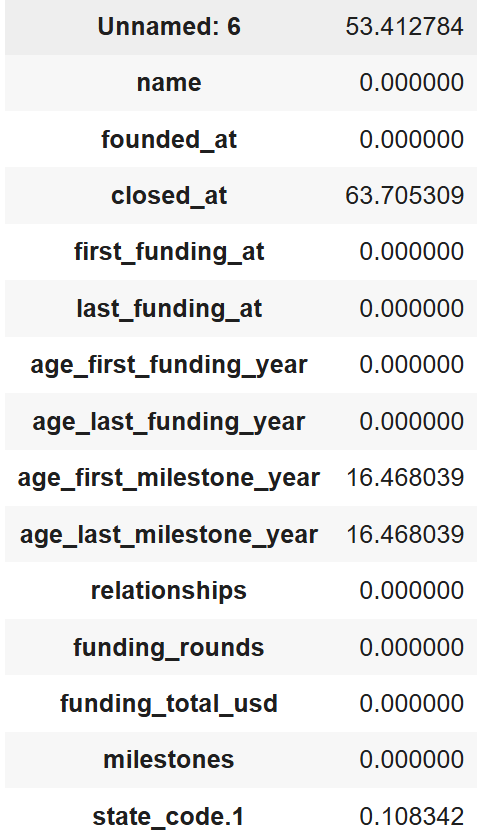 Unnamed: 6 53.412784
name 0.000000
founded_at 0.000000
closed_at 63.705309
first_funding_at 0.000000
last_funding_at 0.000000
age_first_funding_year 0.000000
age_last_funding_year 0.000000
age_first_milestone_year 16.468039
age_last_milestone_year 16.468039
relationships 0.000000
funding_rounds 0.000000
funding_total_usd 0.000000
milestones 0.000000
state_code.1 0.108342